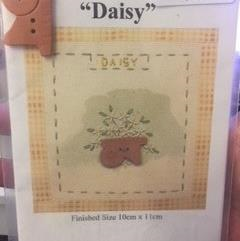 “Daisy”
DAISY
Finished Size 10cm x 11cm